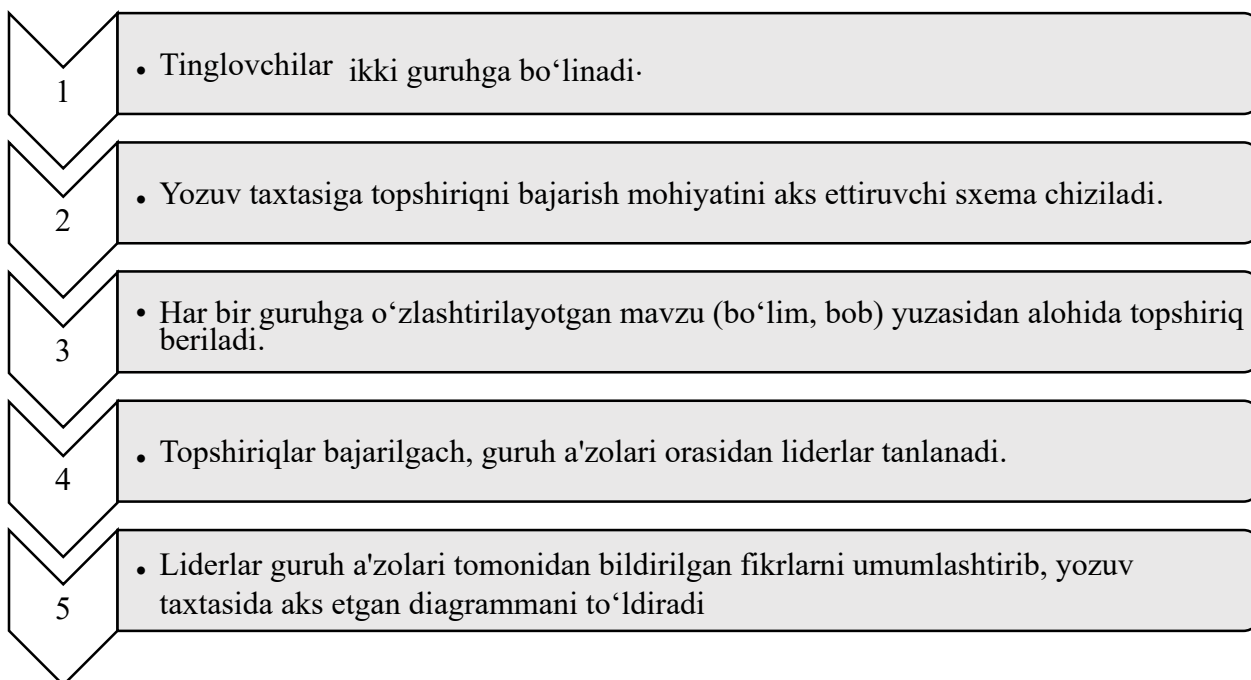 1
• Tinglovchilar ikki guruhga bo‘linadi.
2
• Yozuv taxtasiga topshiriqni bajarish mohiyatini aks ettiruvchi sxema chiziladi.
3
• Har bir guruhga o‘zlashtirilayotgan mavzu (bo‘lim, bob) yuzasidan alohida topshiriq
beriladi.
4
• Topshiriqlar bajarilgach, guruh a'zolari orasidan liderlar tanlanadi.
5
• Liderlar guruh a'zolari tomonidan bildirilgan fikrlarni umumlashtirib, yozuv
taxtasida aks etgan diagrammani to‘ldiradi